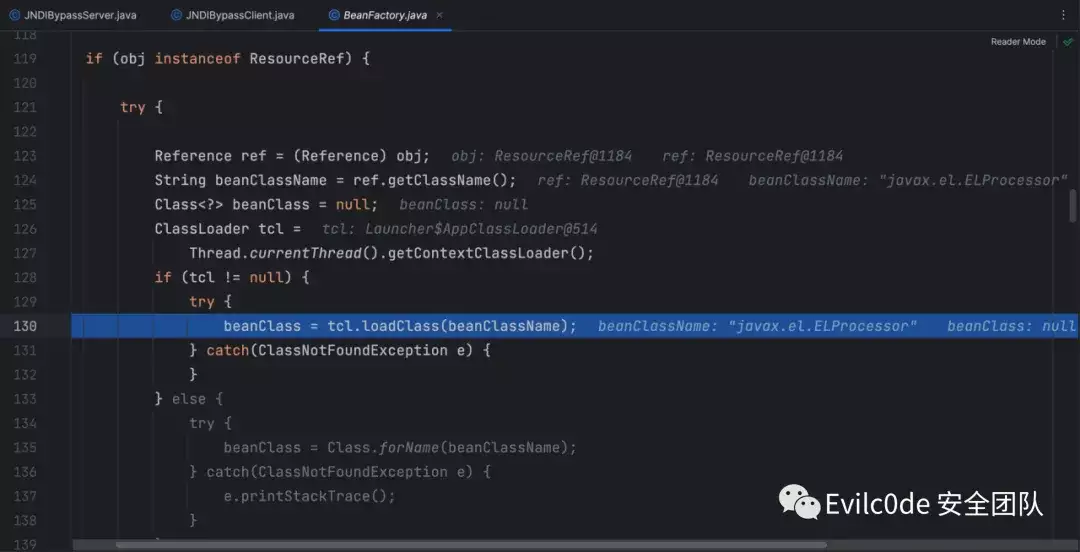 JNDIBypassServer.java JNDIBypassClient.java BeanFactory.java ×
Reader Mode
118
119 if (obj instanceof ResourceRef) {
120
121 try {
122
123 Reference ref = (Reference) obj; obj: ResourceRef@1184 ref: ResourceRef@1184
124 String beanClassName = ref.getClassName(); ref: ResourceRef@1184 beanClassName: "javax.el.ELProcessor"
125 Class<?> beanClass = null; beanClass: null
126 ClassLoader tcl = tcl: Launcher$AppClassLoader@514
127 Thread.currentThread().getContextClassLoader();
128 if (tcl != null) {
129 try {
130 beanClass = tcl.loadClass(beanClassName); beanClassName: "javax.el.ELProcessor" beanClass: null
131 } catch(ClassNotFoundException e) {
132 }
133 } else {
134 try {
135 beanClass = Class.forName(beanClassName);
136 } catch(ClassNotFoundException e) {
137 e.printStackTrace();
138 }
139
Evilc0de 安全团队